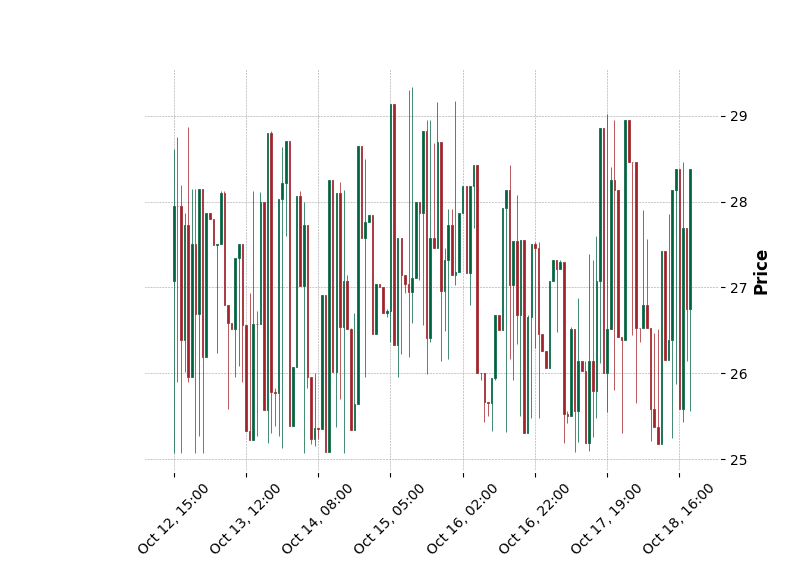 29
28
27
26
25
Price
Oct 12, 15:00
Oct 13, 12:00
Oct 14, 08:00
Oct 15, 05:00
Oct 16, 02:00
Oct 16, 22:00
Oct 17, 19:00
Oct 18, 16:00